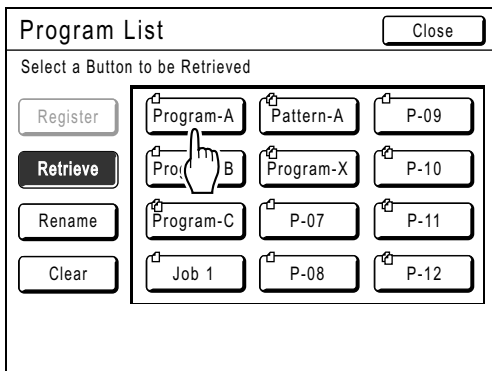 Program List
Close
Select a Button to be Retrieved
Register
Program-A
Pattern-A
P-09
Retrieve
B
Program-X
P-10
Rename
Program-C
P-07
P-11
Clear
Job 1
P-08
P-12